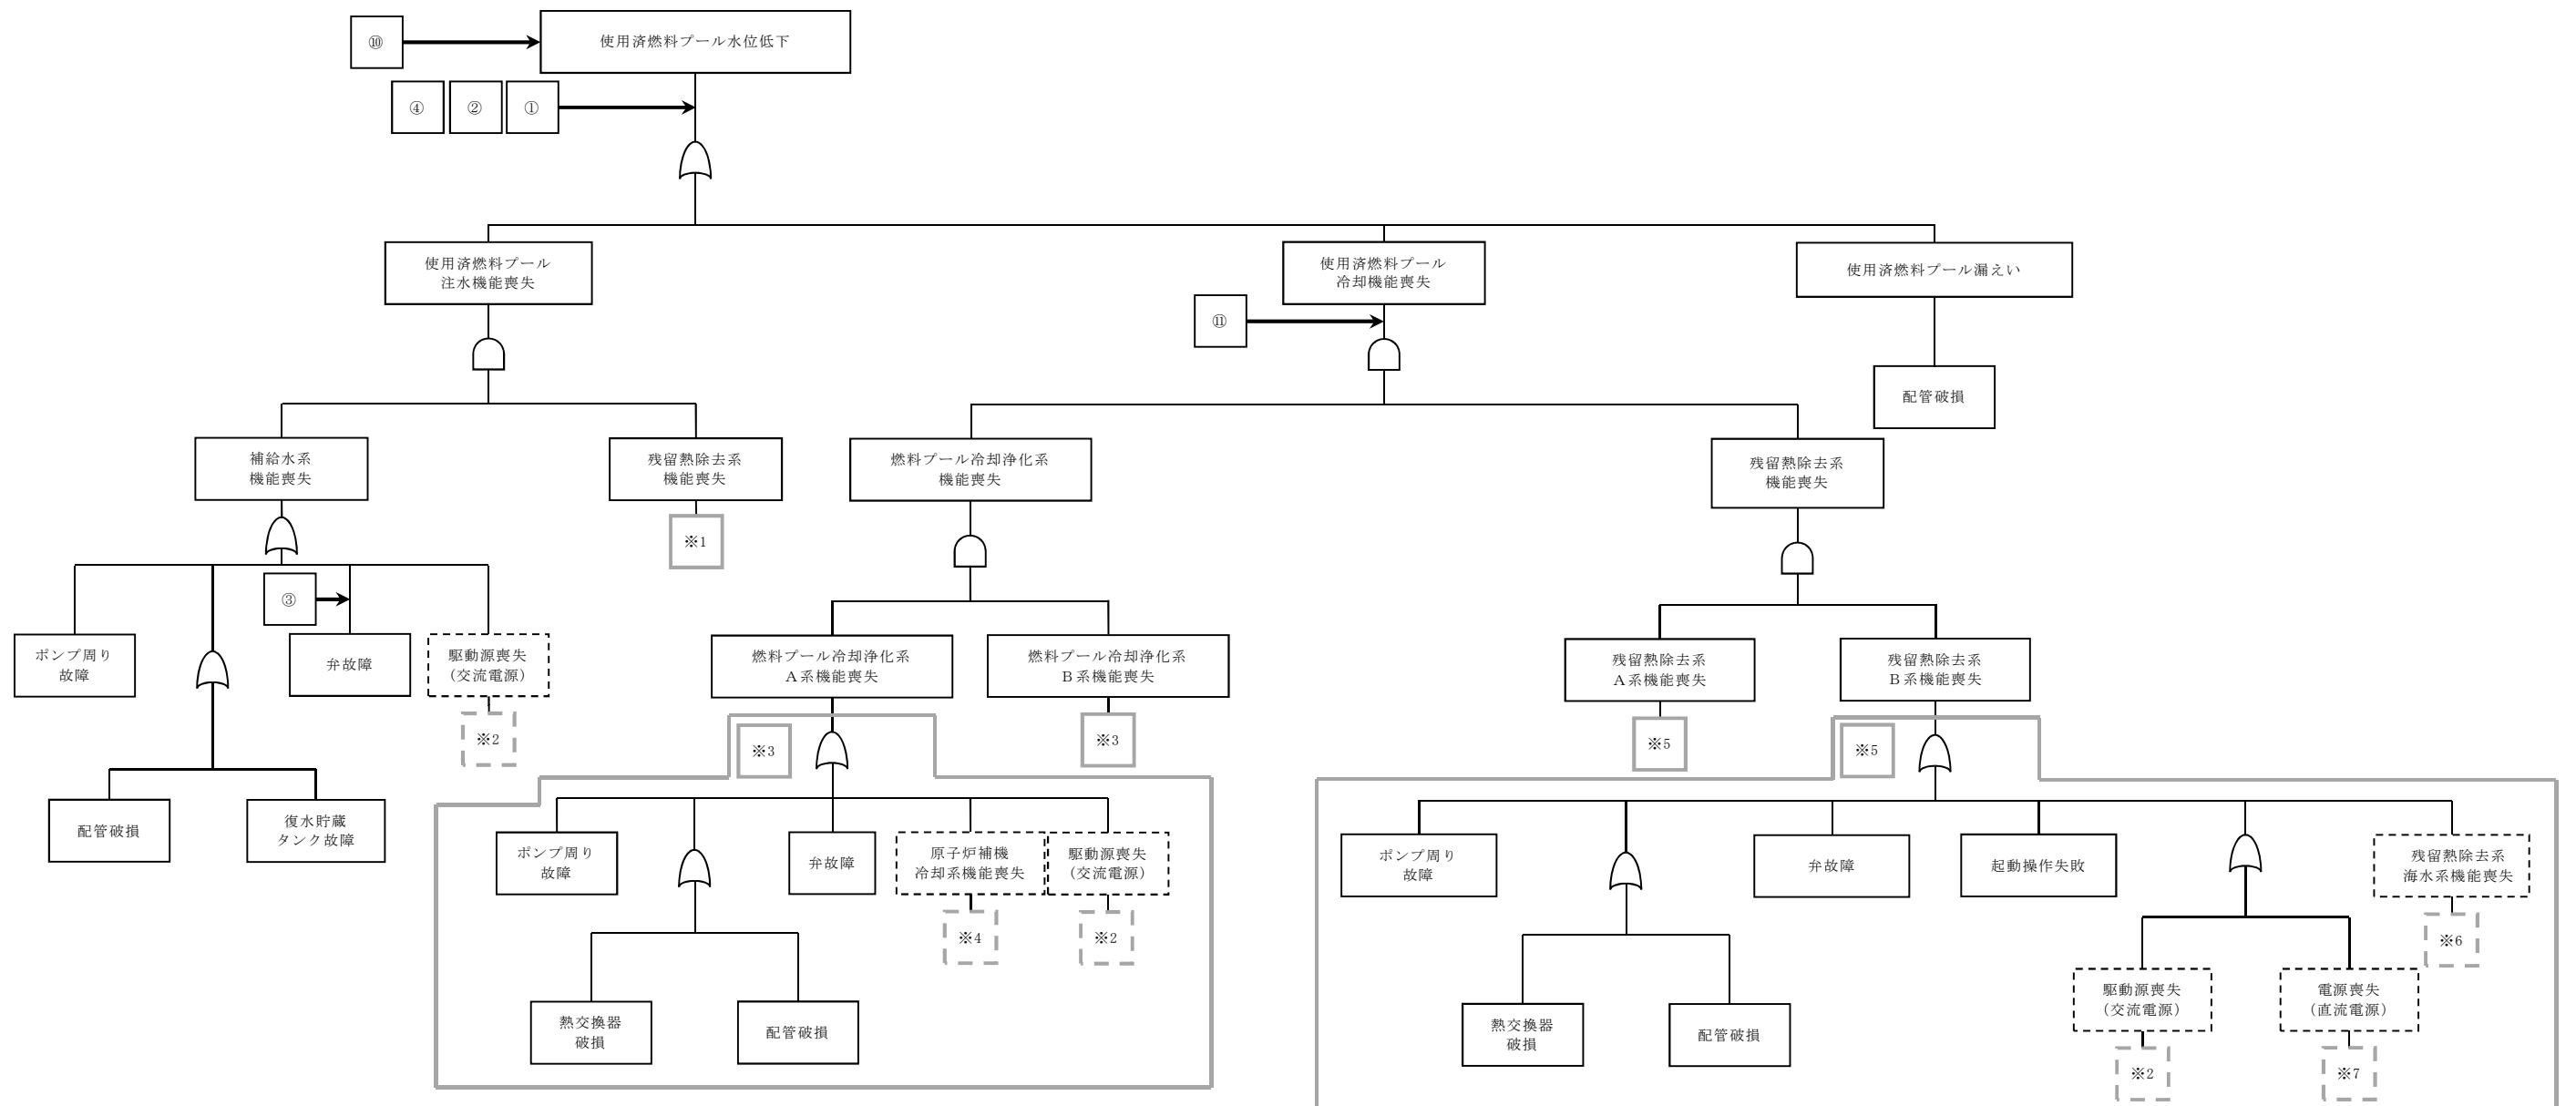 ⑩
使用済燃料プール水位低下
④
②
①
使用済燃料プール
注水機能喪失
使用済燃料プール
冷却機能喪失
使用済燃料プール漏えい
⑪
配管破損
補給水系
機能喪失
残留熱除去系
機能喪失
※1
燃料プール冷却浄化系
機能喪失
残留熱除去系
機能喪失
③
ポンプ周り
故障
弁故障
駆動源喪失
(交流電源)
※2
配管破損
復水貯蔵
タンク故障
燃料プール冷却浄化系
A系機能喪失
燃料プール冷却浄化系
B系機能喪失
※3
※3
ポンプ周り
故障
弁故障
原子炉補機
冷却系機能喪失
駆動源喪失
(交流電源)
※4
※2
熱交換器
破損
配管破損
残留熱除去系
A系機能喪失
残留熱除去系
B系機能喪失
※5
※5
ポンプ周り
故障
弁故障
起動操作失敗
残留熱除去系
海水系機能喪失
※6
熱交換器
破損
配管破損
駆動源喪失
(交流電源)
電源喪失
(直流電源)
※2
※7